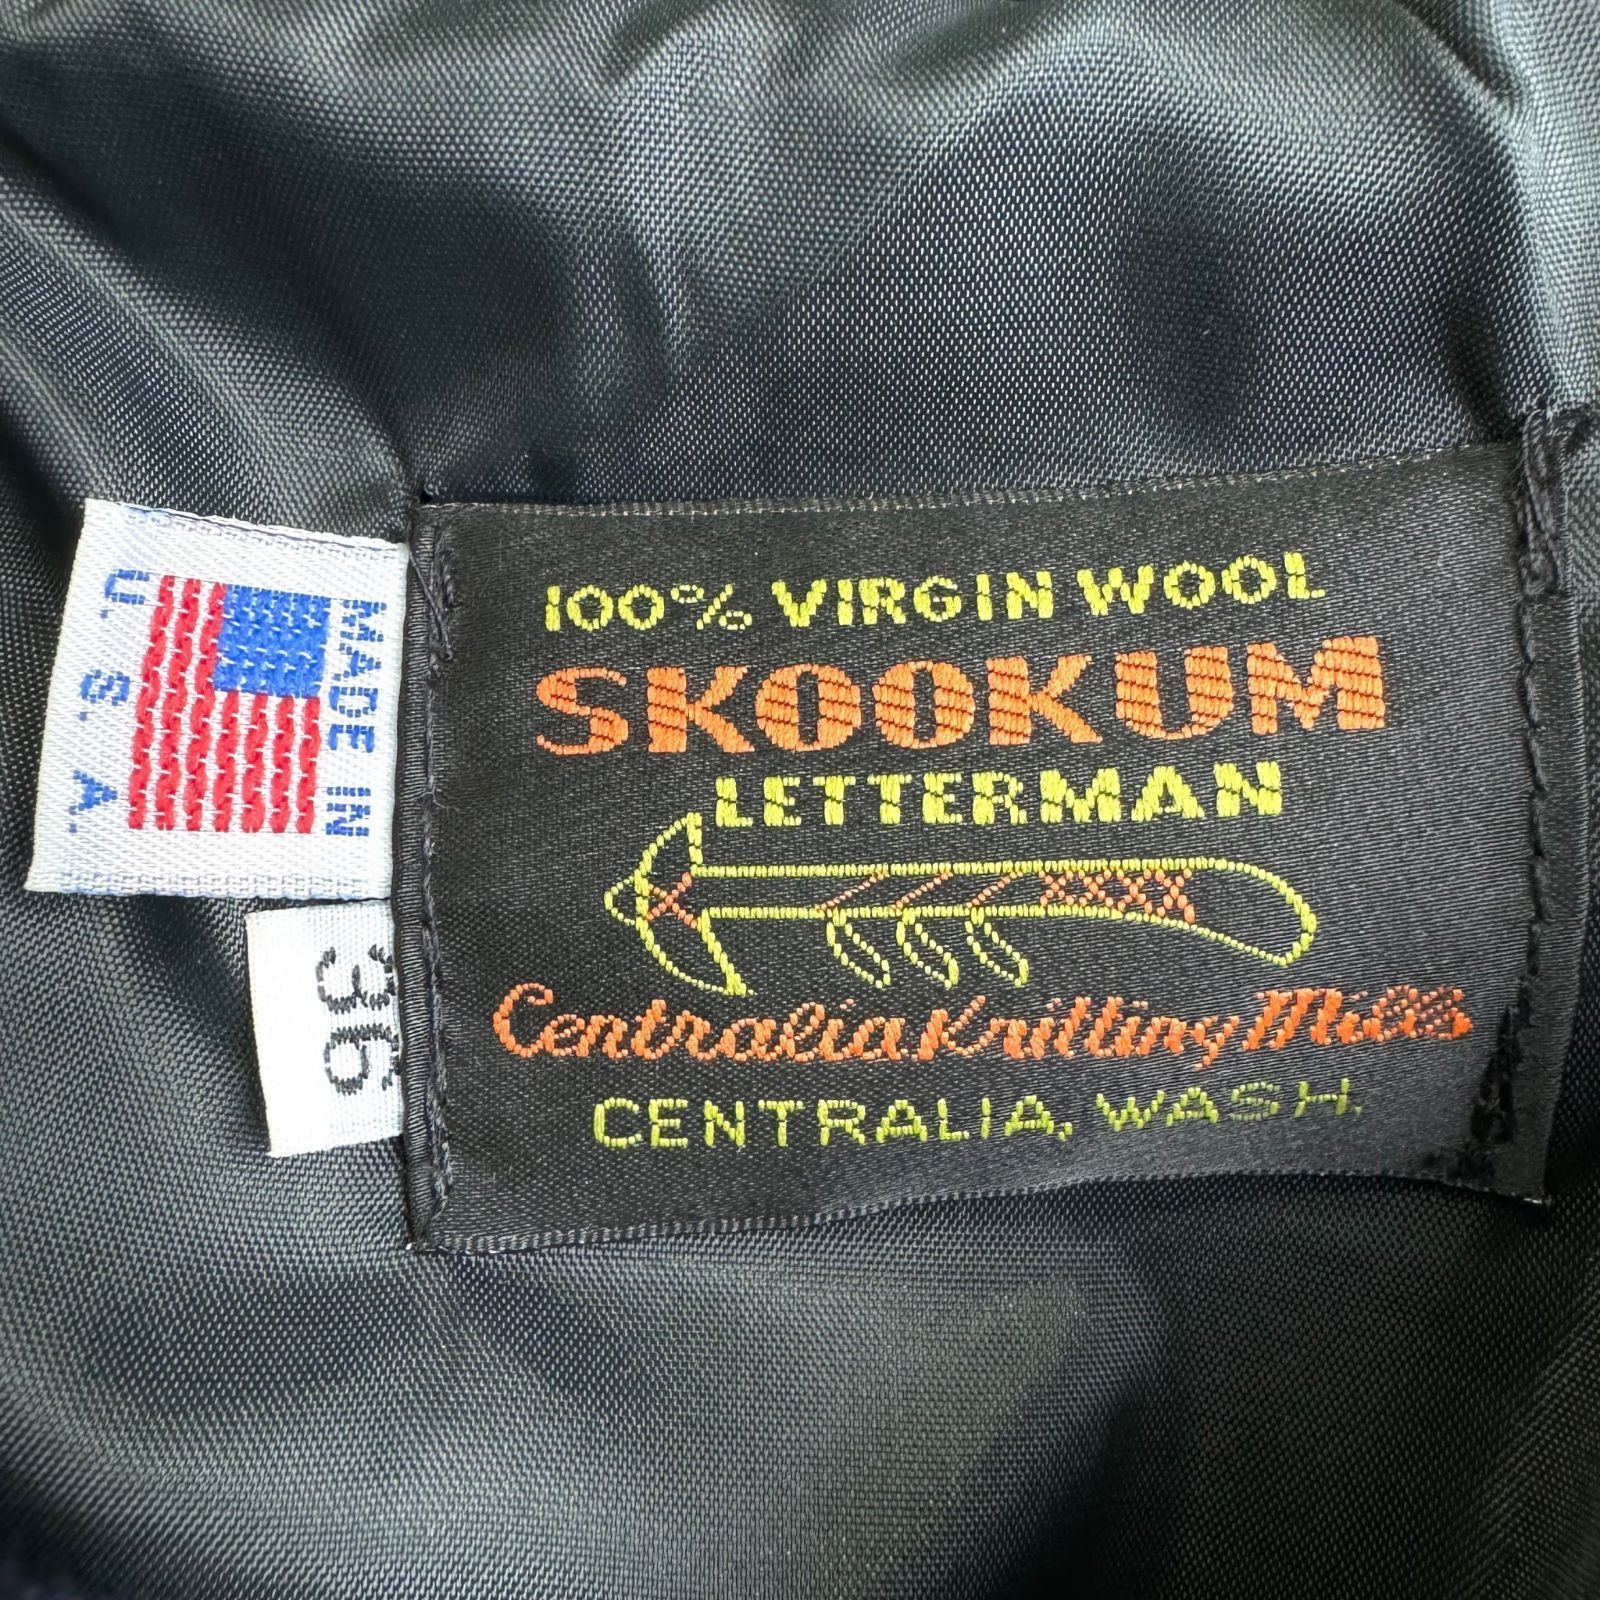 100% VIRGIN WOOL
SKOOKUM
LETTERMAN
Centralia Knitting Mills
CENTRALIA, WASH.
MADE IN
U. S. A.
36